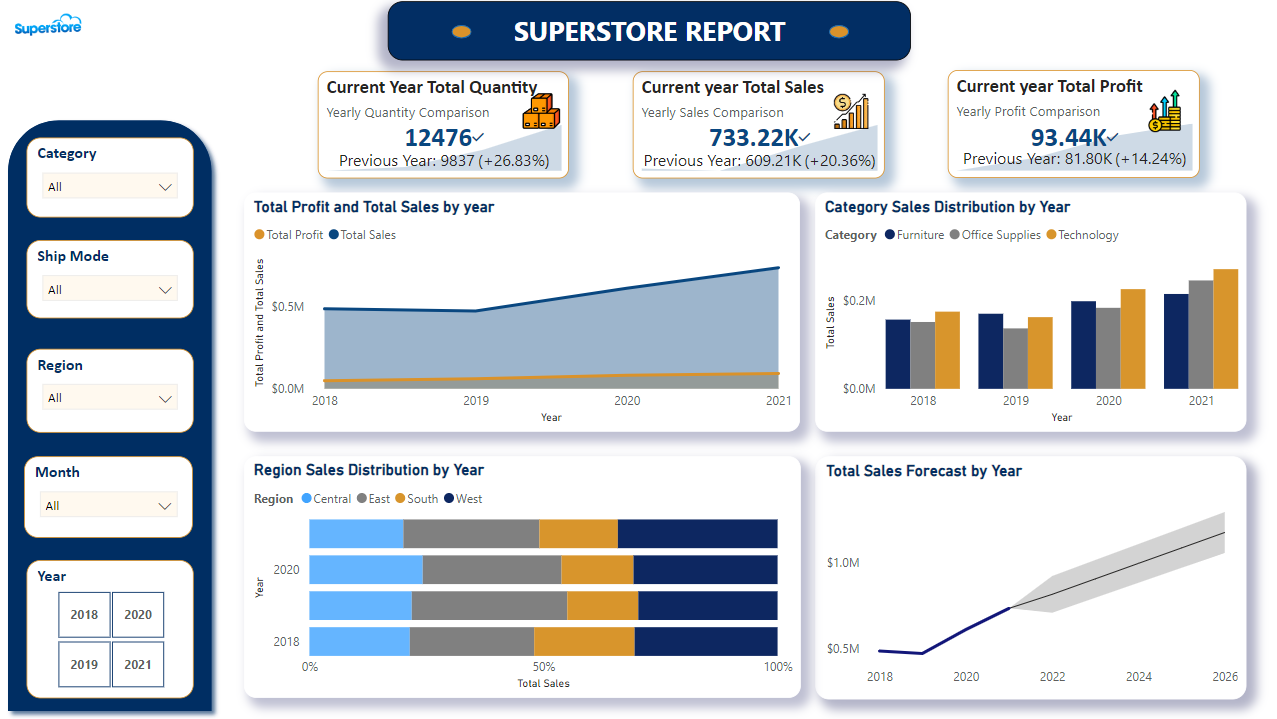 Superstore
SUPERSTORE REPORT
Current Year Total Quantity
Yearly Quantity Comparison
12476
Previous Year: 9837 (+26.83%)
Current year Total Sales
Yearly Sales Comparison
733.22K
Previous Year: 609.21K (+20.36%)
Current year Total Profit
Yearly Profit Comparison
93.44K
Previous Year: 81.80K (+14.24%)
Category
All
Ship Mode
All
Region
All
Month
All
Year
2018 2020
2019 2021
Total Profit and Total Sales by year
Total Profit Total Sales
Total Profit and Total Sales
$0.5M
$0.0M
2018 2019 2020 2021
Year
Category Sales Distribution by Year
Category Furniture Office Supplies Technology
Total Sales
$0.2M
$0.0M
2018 2019 2020 2021
Year
Region Sales Distribution by Year
Region Central East South West
Year
2020
2018
0% 50% 100%
Total Sales
Total Sales Forecast by Year
$1.0M
$0.5M
2018 2020 2022 2024 2026